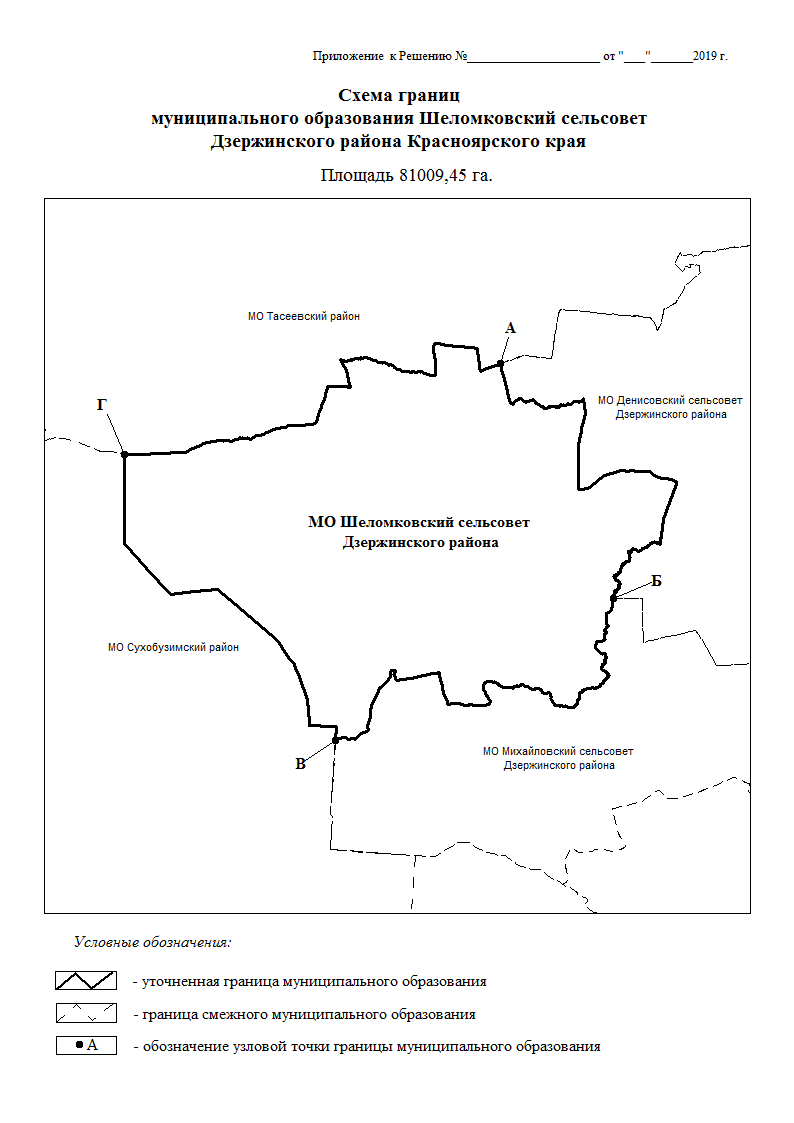 Приложение к Решению №___________________ от "___"______2019 г.
Схема границ
муниципального образования Шеломковский сельсовет
Дзержинского района Красноярского края
Площадь 81009,45 га.
МО Тасеевский район
А
МО Денисовский сельсовет
Дзержинского района
Г
МО Шеломковский сельсовет
Дзержинского района
Б
МО Сухобузимский район
МО Михайловский сельсовет
Дзержинского района
В
Условные обозначения:
- уточненная граница муниципального образования
- граница смежного муниципального образования
А - обозначение узловой точки границы муниципального образования